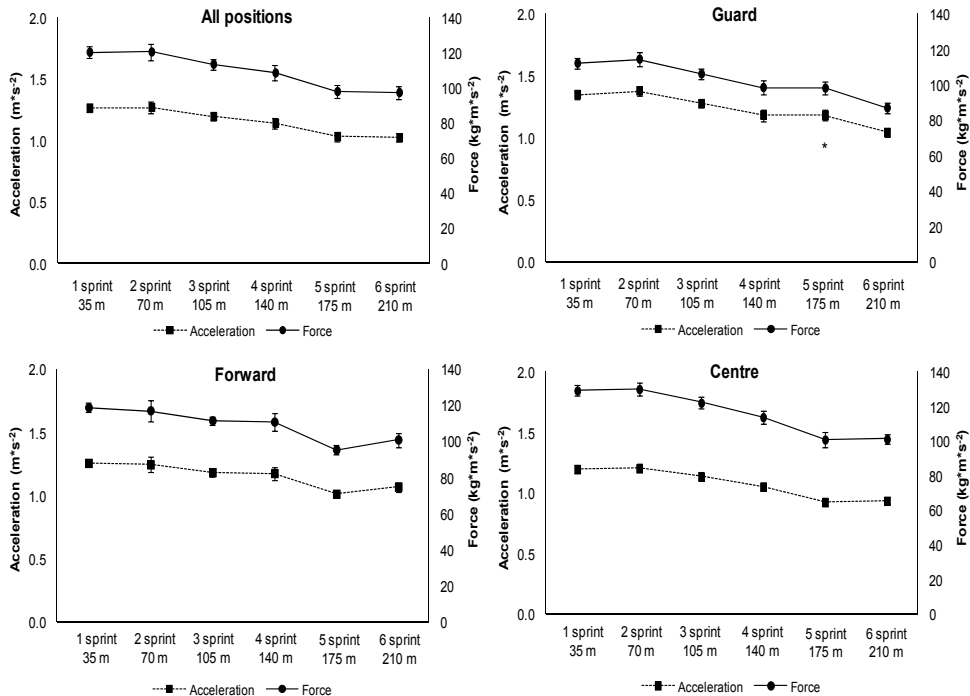 All positions
Acceleration (m*s-2)
2.0
1.5
1.0
0.5
0.0
140
120
100
80
60
40
20
0
Force (kg*m*s-2)
1 sprint 2 sprint 3 sprint 4 sprint 5 sprint 6 sprint
35 m 70 m 105 m 140 m 175 m 210 m
Acceleration Force
Guard
Acceleration (m*s-2)
2.0
1.5
1.0
0.5
0.0
140
120
100
80
60
40
20
0
Force (kg*m*s-2)
*
1 sprint 2 sprint 3 sprint 4 sprint 5 sprint 6 sprint
35 m 70 m 105 m 140 m 175 m 210 m
Acceleration Force
Forward
Acceleration (m*s-2)
2.0
1.5
1.0
0.5
0.0
140
120
100
80
60
40
20
0
Force (kg*m*s-2)
1 sprint 2 sprint 3 sprint 4 sprint 5 sprint 6 sprint
35 m 70 m 105 m 140 m 175 m 210 m
Acceleration Force
Centre
Acceleration (m*s-2)
2.0
1.5
1.0
0.5
0.0
140
120
100
80
60
40
20
0
Force (kg*m*s-2)
1 sprint 2 sprint 3 sprint 4 sprint 5 sprint 6 sprint
35 m 70 m 105 m 140 m 175 m 210 m
Acceleration Force